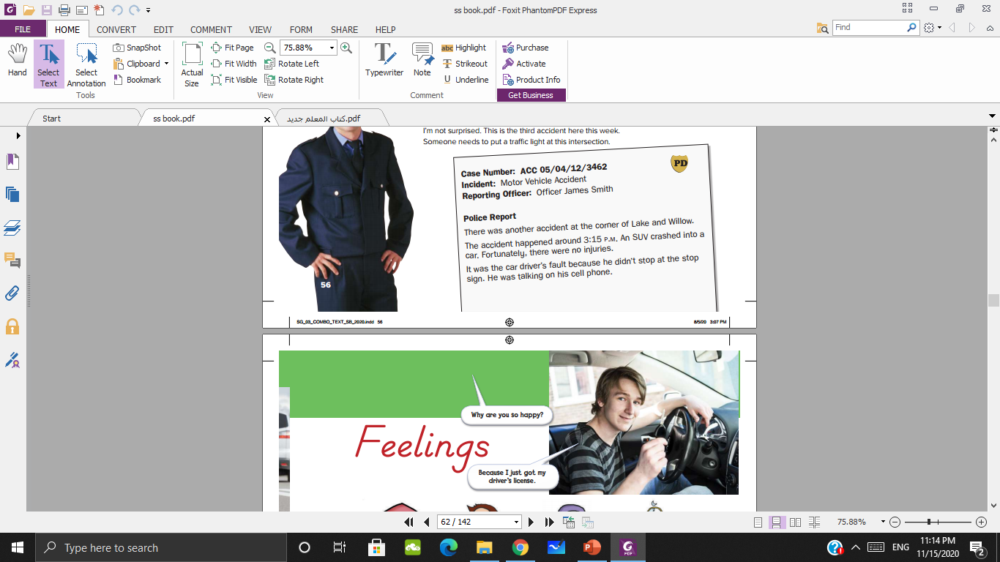 ss book.pdf - Foxit PhantomPDF Express
FILE HOME CONVERT EDIT COMMENT VIEW FORM SHARE HELP
Find
Hand
Select
Text
Select
Annotation
SnapShot
Clipboard
Bookmark
Tools
Actual
Size
Fit Page
Fit Width
Fit Visible
75.88%
Rotate Left
Rotate Right
View
Typewriter
Note
abc Highlight
Strikeout
Underline
Comment
Purchase
Activate
Product Info
Get Business
Start
ss book.pdf
كتاب المعلم جديد.pdf
I'm not surprised. This is the third accident here this week.
Someone needs to put a traffic light at this intersection.
PD
Case Number: ACC 05/04/12/3462
Incident: Motor Vehicle Accident
Reporting Officer: Officer James Smith
Police Report
There was another accident at the corner of Lake and Willow.
The accident happened around 3:15 P.M. An SUV crashed into a
car. Fortunately, there were no injuries.
It was the car driver's fault because he didn't stop at the stop
sign. He was talking on his cell phone.
56
SG_03_COMBO_TEXT_SB_2020.indd 56
8/5/20 3:07 PM
Why are you so happy?
Feelings
Because I just got my
driver's license.
62 / 142
75.88%
Type here to search
ENG
11:14 PM
11/15/2020
2